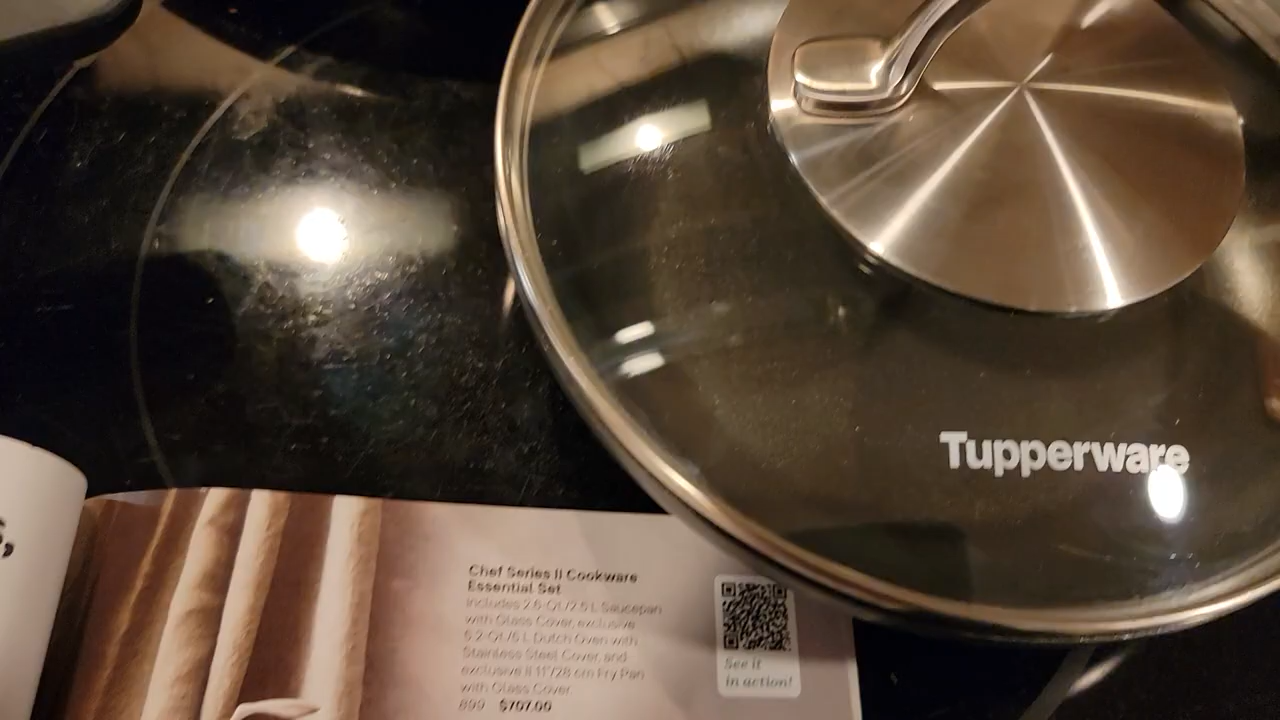 Tupperware
Chef Series II Cookware
Essential Set
Includes 2.6-Qt./2.5 L Saucepan
with Glass Cover, exclusive
5.2-Qt./5 L Dutch Oven with
Stainless Steel Cover, and
exclusive II 11"/28 cm Fry Pan
with Glass Cover.
899 $707.00
See it
in action!
s,